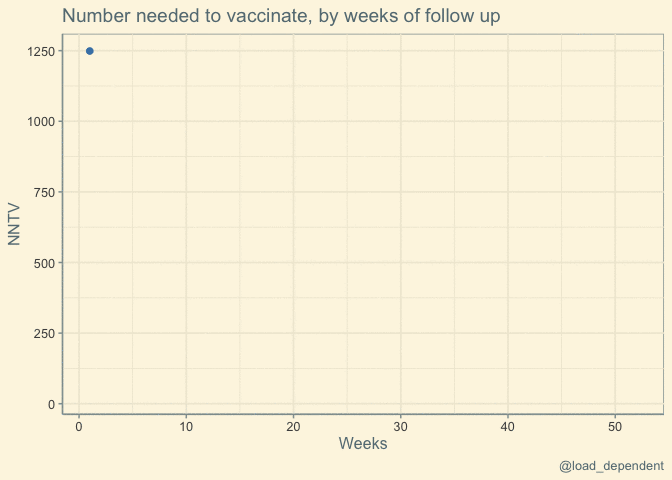 Number needed to vaccinate, by weeks of follow up
1250
1000
750
500
250
0
NNTV
0 10 20 30 40 50
Weeks
@load_dependent